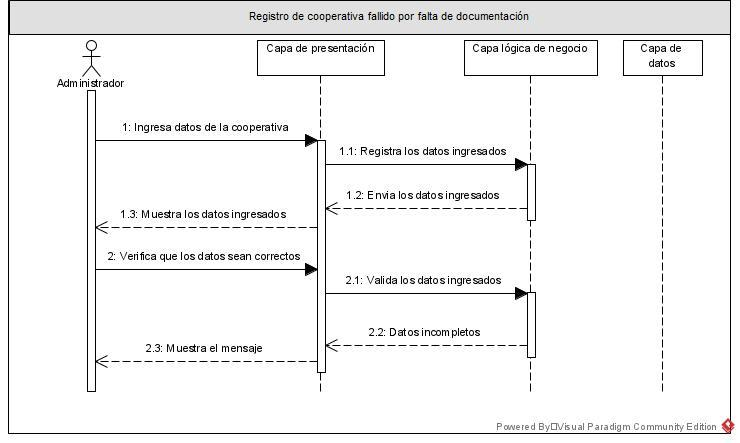 Registro de cooperativa fallido por falta de documentación
Administrador
Capa de presentación
Capa lógica de negocio
Capa de
datos
1: Ingresa datos de la cooperativa
1.1: Registra los datos ingresados
1.2: Envia los datos ingresados
1.3: Muestra los datos ingresados
2: Verifica que los datos sean correctos
2.1: Valida los datos ingresados
2.2: Datos incompletos
2.3: Muestra el mensaje
Powered By Visual Paradigm Community Edition